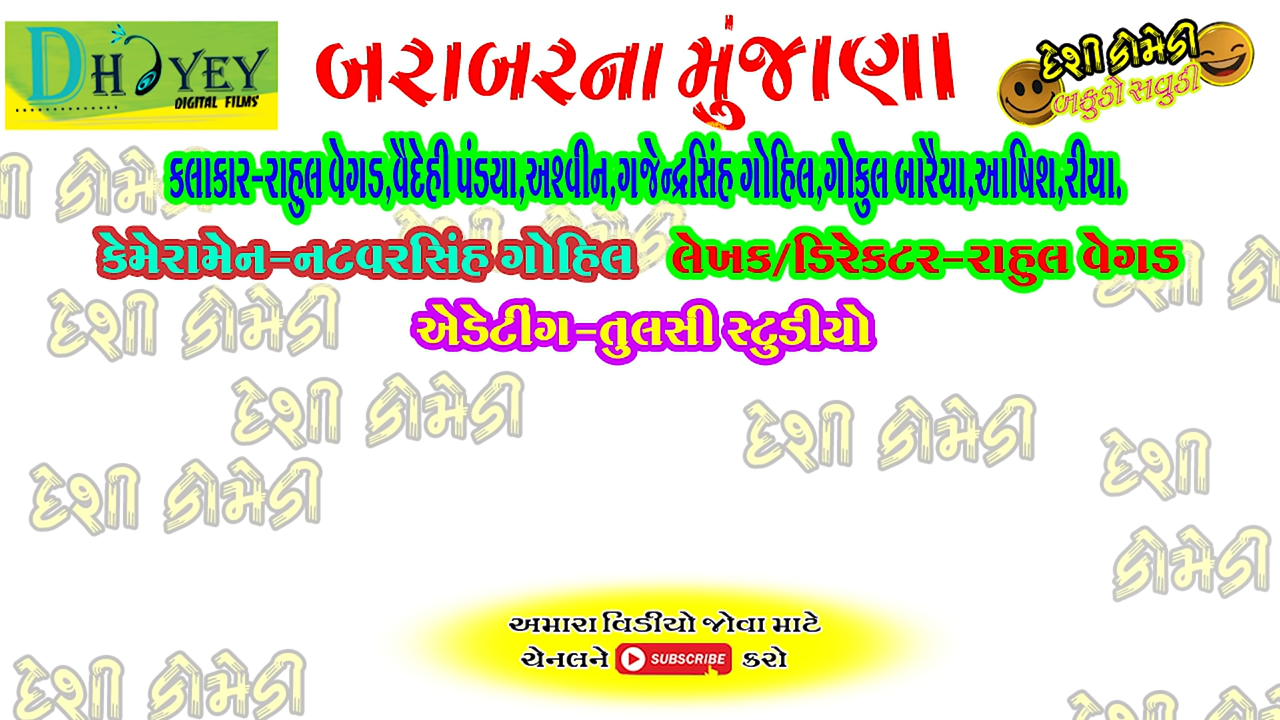 DHYEY
DIGITAL FILMS
બરાબરના મુંજાણા
દેશી કોમેડી
બકુડો સવુડી
કલાકાર-રાહુલ વેગડ,વૈદેહી પંડયા,અશ્વીન,ગજેન્દ્રસિંહ ગોહિલ,ગોકુલ બારૈયા,આષિશ,રીયા.
કેમેરામેન-નટવરસિંહ ગોહિલ લેખક/ડિરેકટર-રાહુલ વેગડ
એડેટીંગ-તુલસી સ્ટુડીયો
દેશી કોમેડી
દેશી કોમેડી
દેશી કોમેડી
દેશી
દેશી કોમેડી
કોમેડી
અમારા વિડીયો જોવા માટે
ચેનલને SUBSCRIBE કરો
દેશી કોમેડી